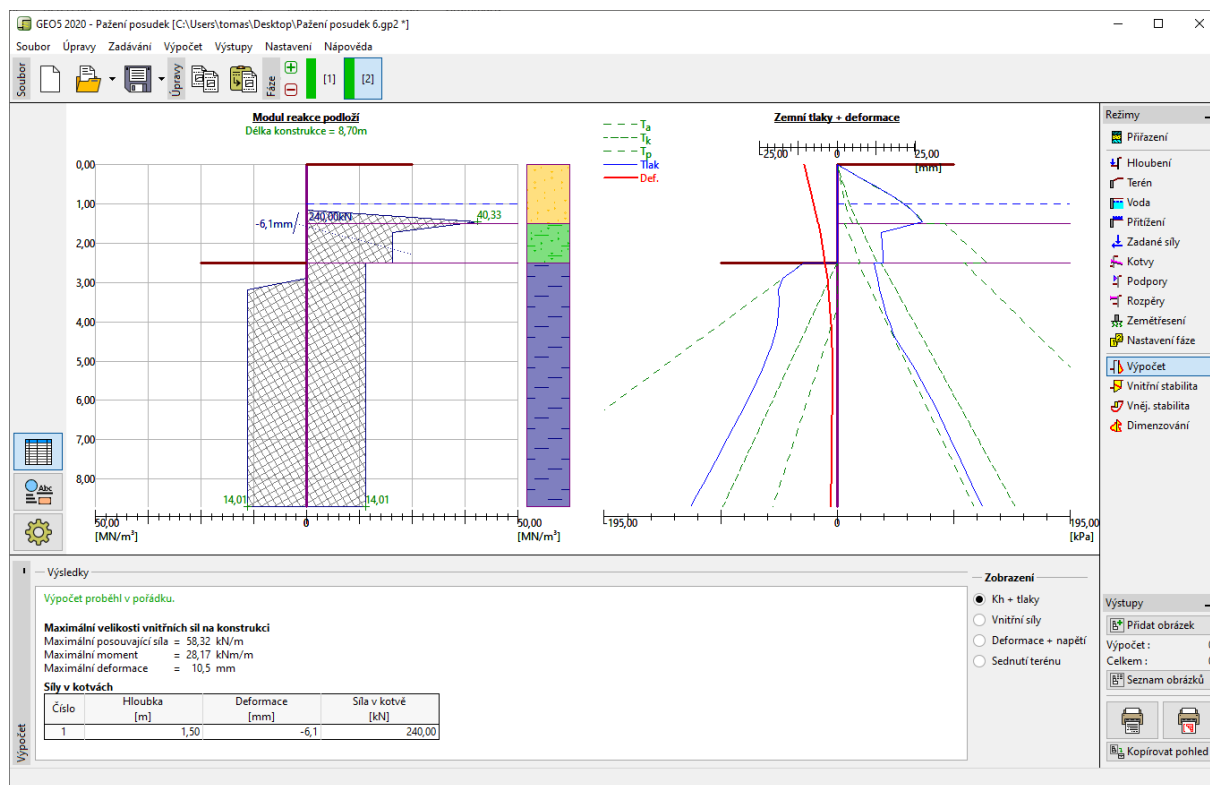 GEO5 2020 - Pažení posudek [C:\Users\tomas\Desktop\Pažení posudek 6.gp2 *]
Soubor Úpravy Zadávání Výpočet Výstupy Nastavení Nápověda
Soubor
Úpravy
Fáze
[1]
[2]
Modul reakce podloží
Délka konstrukce = 8,70m
0,00
1,00
2,00
3,00
4,00
5,00
6,00
7,00
8,00
-6,1mm
240,00kN
40,33
14,01
14,01
50,00
0
50,00
[MN/m³]
[MN/m³]
Ta
Tk
Tp
Tlak
Def.
Zemní tlaky + deformace
-25,00
0
25,00
[mm]
-195,00
0
195,00
[kPa]
Režimy
Přiřazení
Hloubení
Terén
Voda
Přitížení
Zadané síly
Kotvy
Podpory
Rozpěry
Zemětřesení
Nastavení fáze
Výpočet
Vnitřní stabilita
Vněj. stabilita
Dimenzování
Abc
Výpočet
Výsledky
Výpočet proběhl v pořádku.
Maximální velikosti vnitřních sil na konstrukci
Maximální posouvající síla = 58,32 kN/m
Maximální moment = 28,17 kNm/m
Maximální deformace = 10,5 mm
Síly v kotvách
Číslo Hloubka Deformace Síla v kotvě
[m] [mm] [kN]
1 1,50 -6,1 240,00
Zobrazení
Kh + tlaky
Vnitřní síly
Deformace + napětí
Sednutí terénu
Výstupy
Přidat obrázek
Výpočet :
Celkem :
Seznam obrázků
Kopírovat pohled